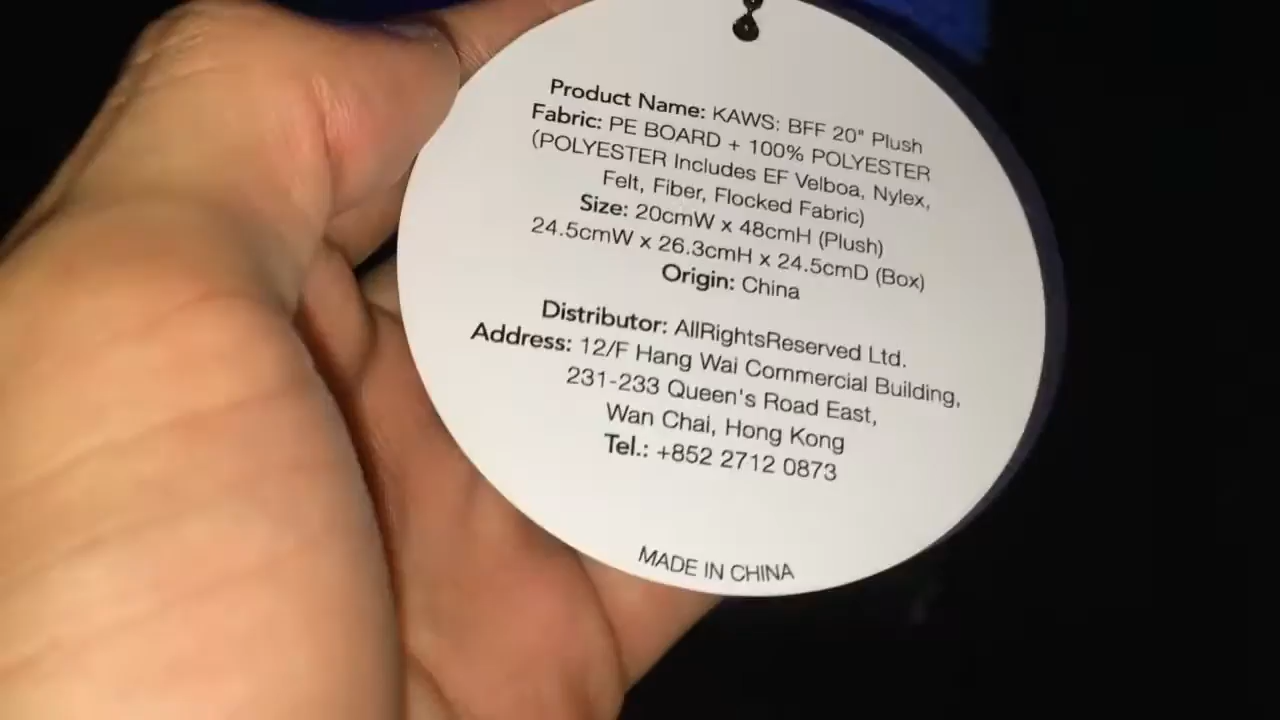 Product Name: KAWS: BFF 20" Plush
Fabric: PE BOARD + 100% POLYESTER
(POLYESTER Includes EF Velboa, Nylex,
Felt, Fiber, Flocked Fabric)
Size: 20cmW x 48cmH (Plush)
24.5cmW x 26.3cmH x 24.5cmD (Box)
Origin: China
Distributor: AllRightsReserved Ltd.
Address: 12/F Hang Wai Commercial Building,
231-233 Queen's Road East,
Wan Chai, Hong Kong
Tel.: +852 2712 0873
MADE IN CHINA